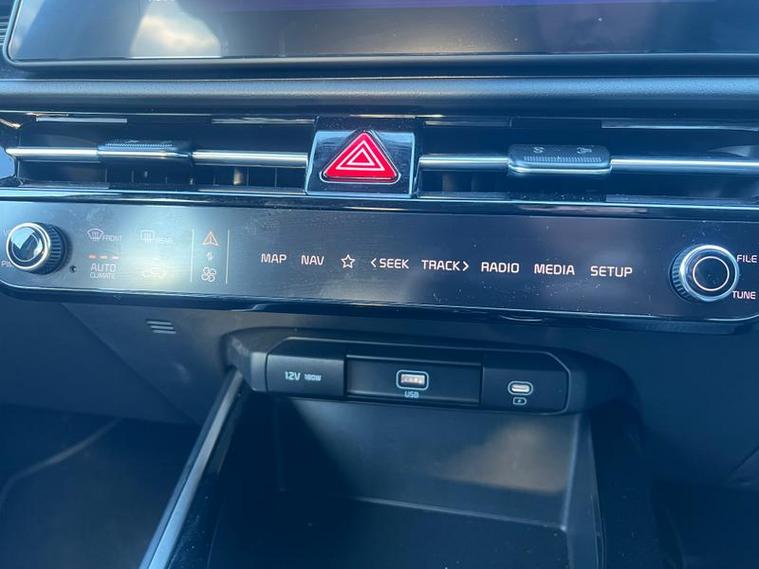 FRONT
REAR
AUTO
CLIMATE
MAP NAV <SEEK TRACK> RADIO MEDIA SETUP
FILE
TUNE
12V 180W
USB